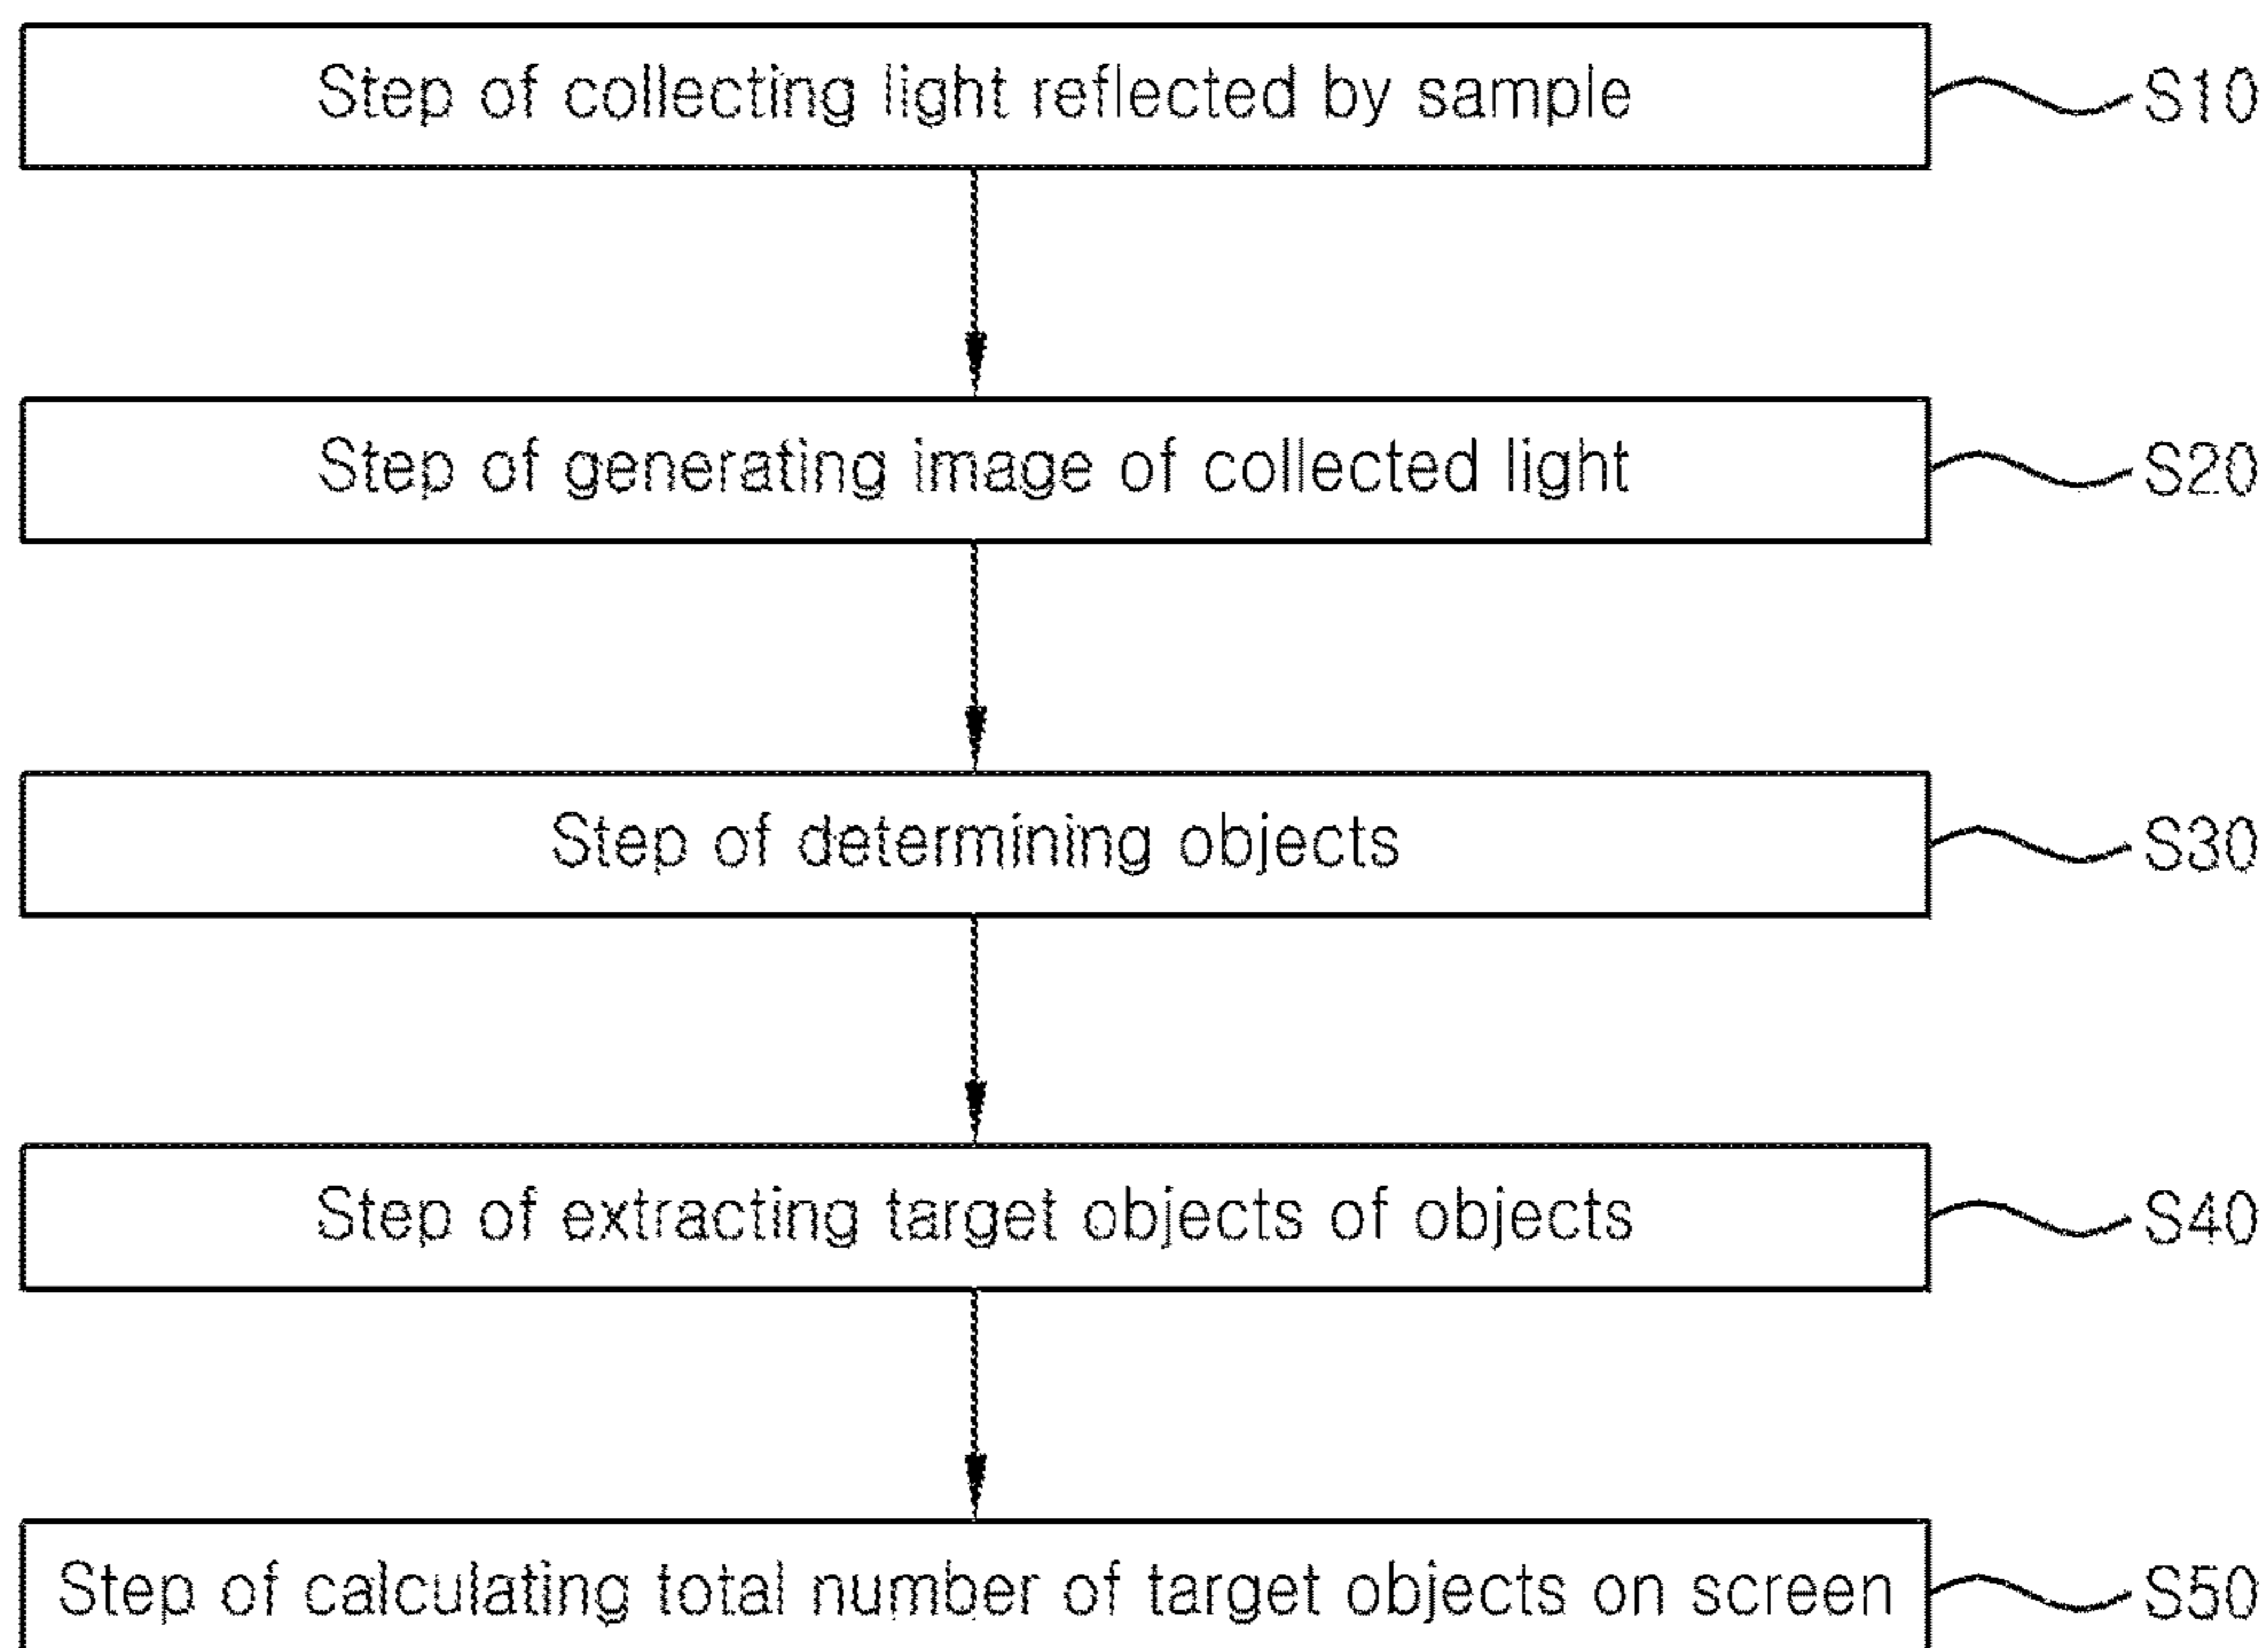 Step of collecting light reflected by sample S10
Step of generating image of collected light S20
Step of determining objects S30
Step of extracting target objects of objects S40
Step of calculating total number of target objects on screen S50